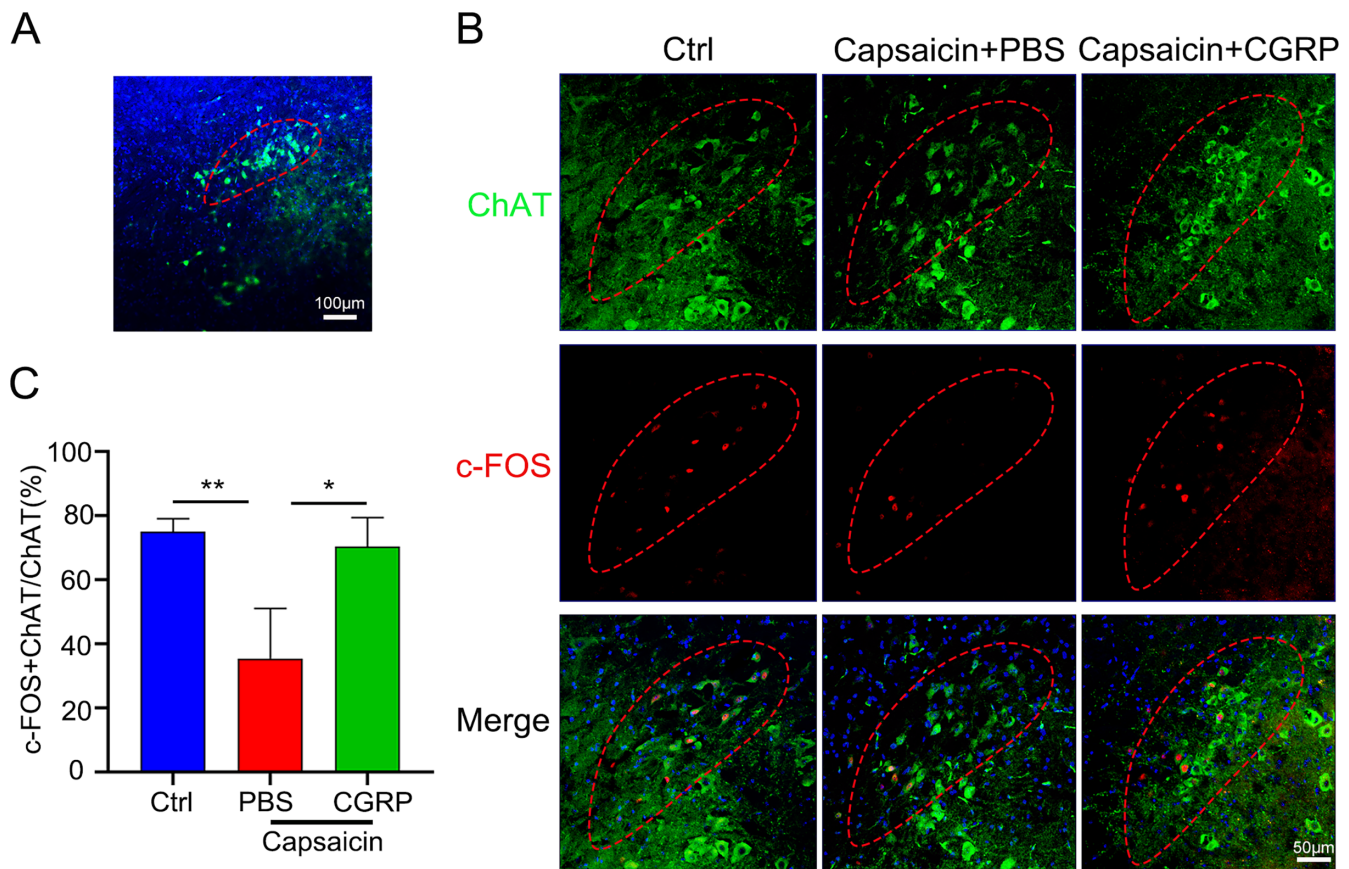 A
100µm
B
Ctrl
Capsaicin+PBS
Capsaicin+CGRP
ChAT
c-FOS
Merge
50µm
C
c-FOS+ChAT/ChAT(%)
100
80
60
40
20
0
**
*
Ctrl
PBS
CGRP
Capsaicin